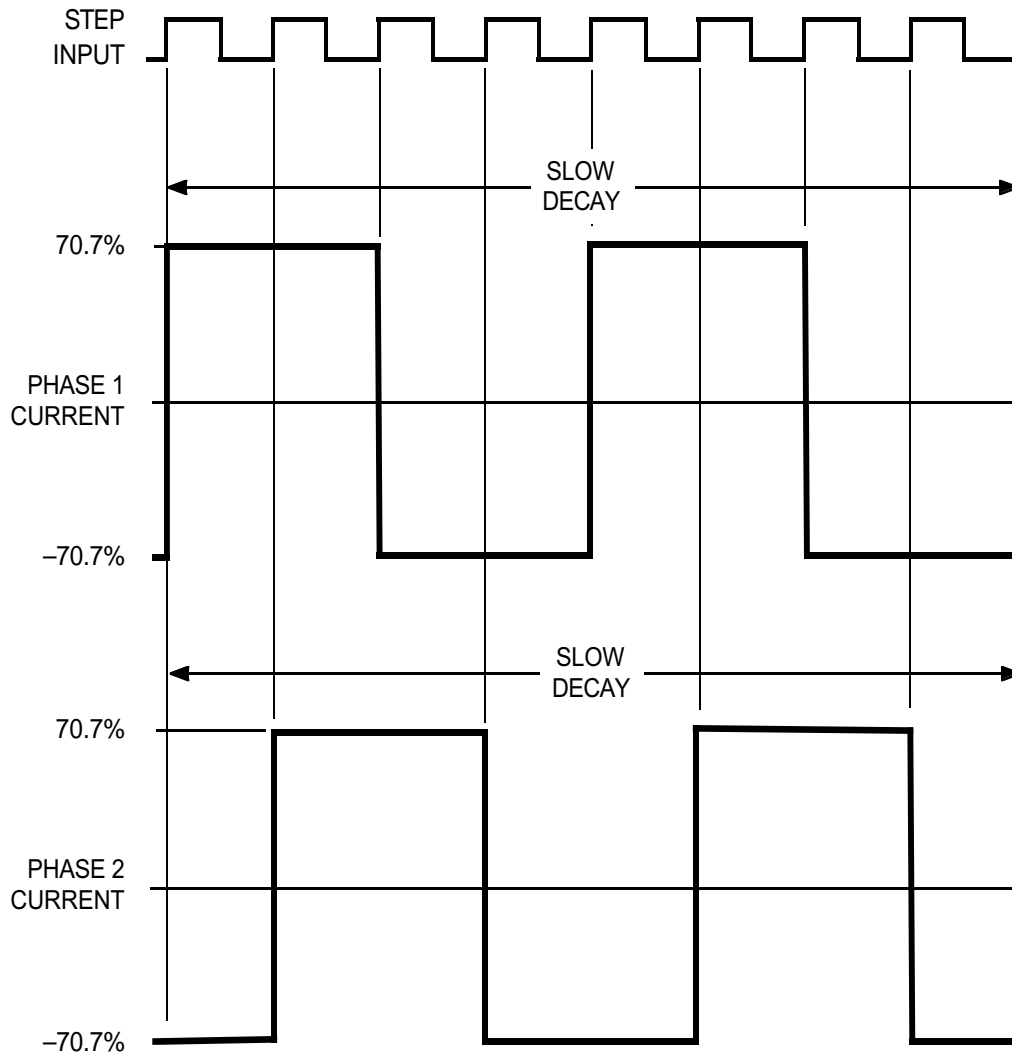 STEP
INPUT
SLOW
DECAY
70.7%
PHASE 1
CURRENT
–70.7%
SLOW
DECAY
70.7%
PHASE 2
CURRENT
–70.7%